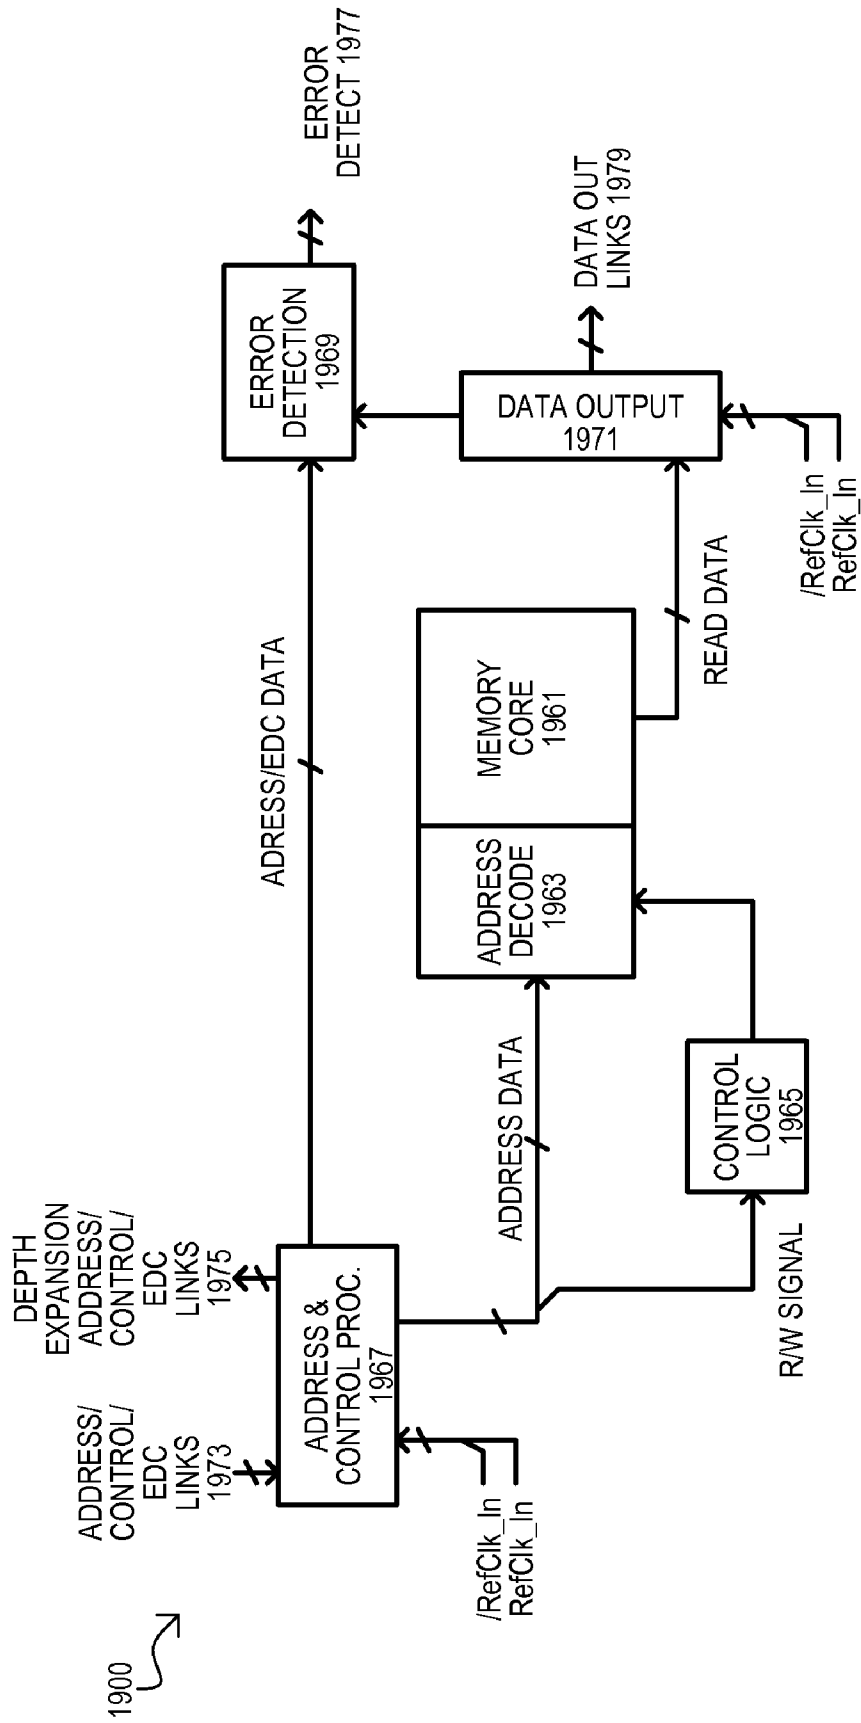 1900
ADDRESS/
CONTROL/
EDC
LINKS
1973
DEPTH
EXPANSION
ADDRESS/
CONTROL/
EDC
LINKS
1975
ADDRESS &
CONTROL PROC.
1967
/RefClk_In
RefClk_In
ADRESS/EDC DATA
ADDRESS DATA
R/W SIGNAL
CONTROL
LOGIC
1965
ADDRESS
DECODE
1963
MEMORY
CORE
1961
READ DATA
ERROR
DETECTION
1969
ERROR
DETECT 1977
DATA OUTPUT
1971
DATA OUT
LINKS 1979
/RefClk_In
RefClk_In